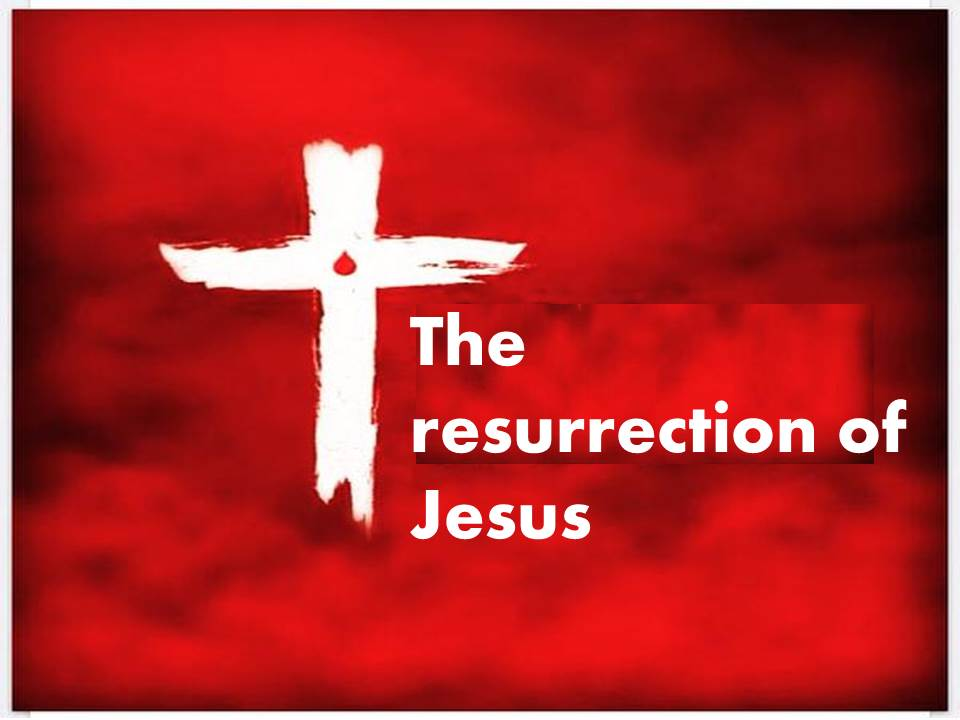 The
resurrection of
Jesus